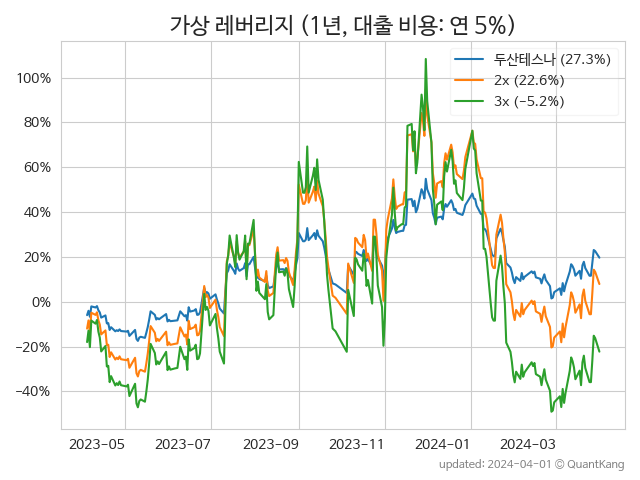 가상 레버리지 (1년, 대출 비용: 연 5%)
두산테스나 (27.3%)
2x (22.6%)
3x (−5.2%)
100%
80%
60%
40%
20%
0%
−20%
−40%
2023-05
2023-07
2023-09
2023-11
2024-01
2024-03
updated: 2024-04-01 © QuantKang